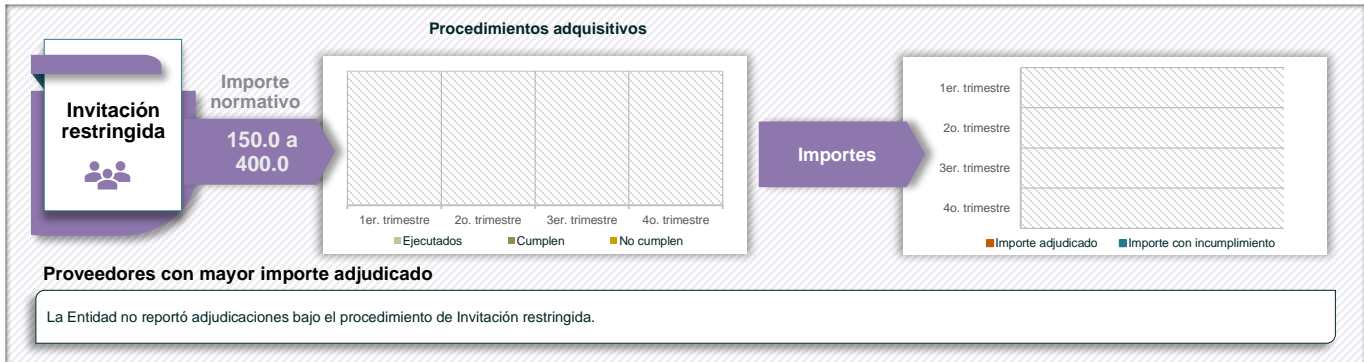 Procedimientos adquisitivos
Invitación
restringida
Importe
normativo
150.0 a
400.0
1er. trimestre
2o. trimestre
3er. trimestre
4o. trimestre
Ejecutados
Cumplen
No cumplen
Importes
1er. trimestre
2o. trimestre
3er. trimestre
4o. trimestre
Importe adjudicado
Importe con incumplimiento
Proveedores con mayor importe adjudicado
La Entidad no reportó adjudicaciones bajo el procedimiento de Invitación restringida.